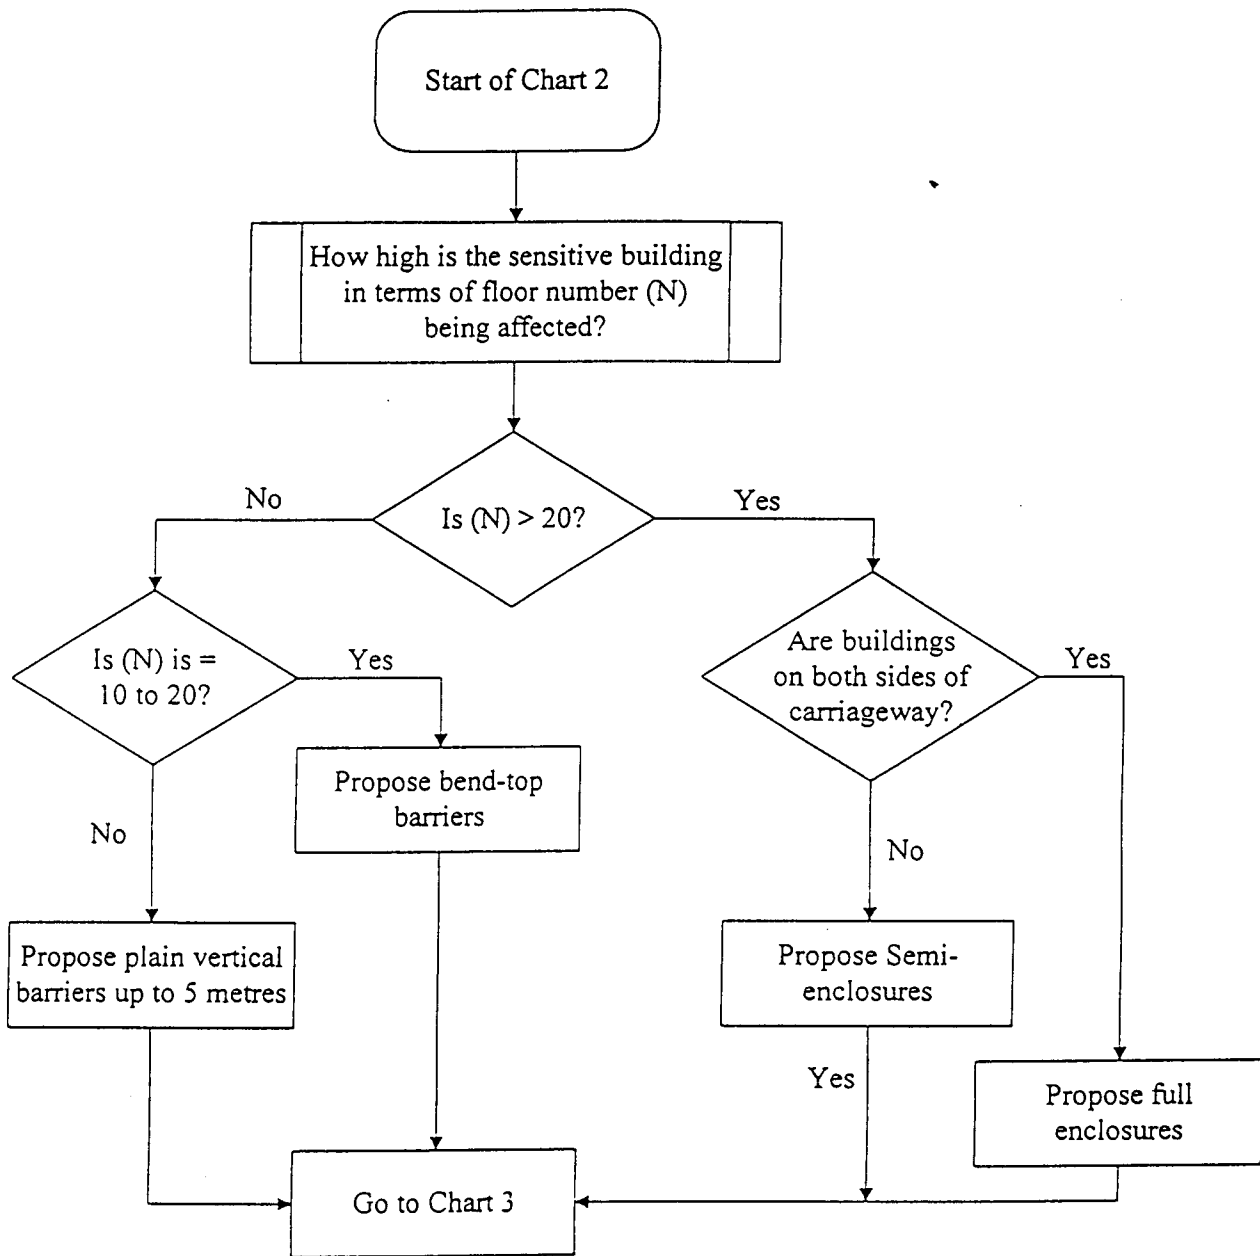 Start of Chart 2
How high is the sensitive building
in terms of floor number (N)
being affected?
Is (N) > 20?
No
Yes
Is (N) is =
10 to 20?
Yes
No
Are buildings
on both sides of
carriageway?
Yes
No
Propose bend-top
barriers
Propose plain vertical
barriers up to 5 metres
Propose Semi-
enclosures
Yes
Propose full
enclosures
Go to Chart 3